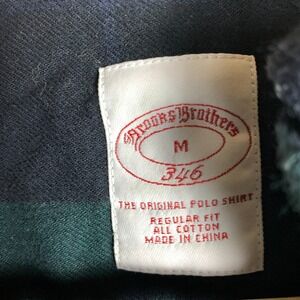 Brooks Brothers
M
346
THE ORIGINAL POLO SHIRT
REGULAR FIT
ALL COTTON
MADE IN CHINA